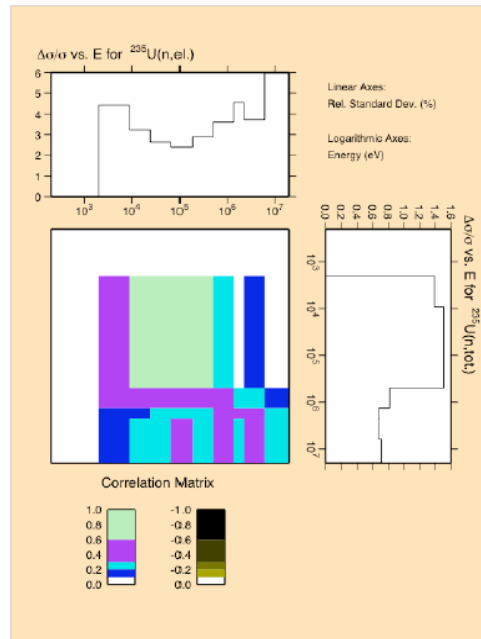 Δσ/σ vs. E for ²³⁵U(n,el.)
6
5
4
3
2
1
0
10³ 10⁴ 10⁵ 10⁶ 10⁷
Linear Axes:
Rel. Standard Dev. (%)
Logarithmic Axes:
Energy (eV)
0.0 0.2 0.4 0.6 0.8 1.0 1.2 1.4 1.6
10³
10⁴
10⁵
10⁶
10⁷
Δσ/σ vs. E for ²³⁵U(n,tot.)
Correlation Matrix
1.0 -1.0
0.8 -0.8
0.6 -0.6
0.4 -0.4
0.2 -0.2
0.0 -0.0